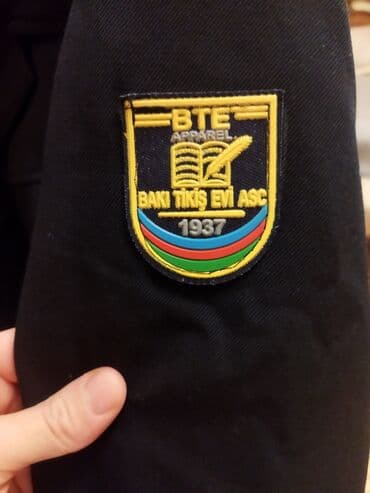 BTE
APPAREL
BAKI TİKİŞ EVİ ASC
1937